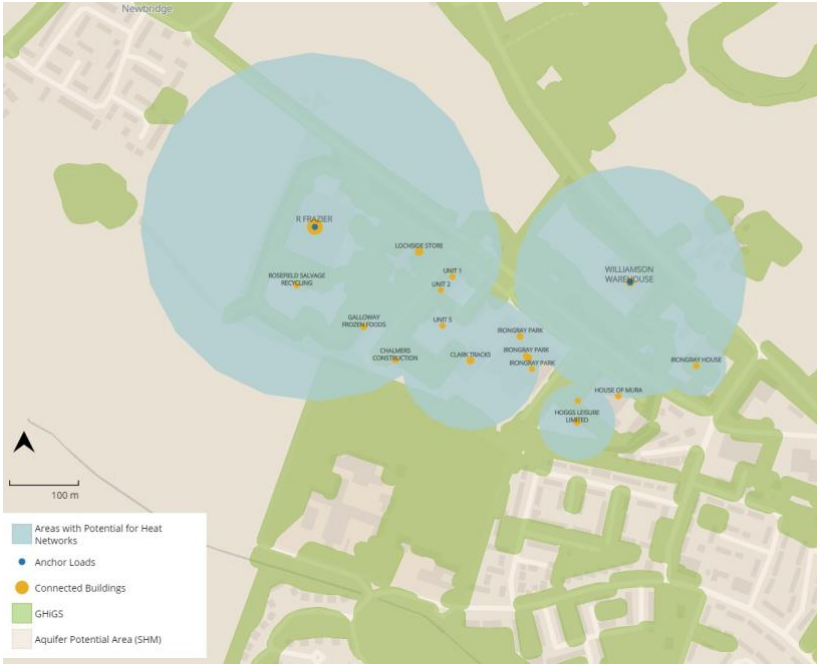 Newbridge
R FRAZIER
LOCHSIDE STORE
UNIT 1
ROSEFIELD SALVAGE
RECYCLING
UNIT 2
WILLIAMSON
WAREHOUSE
GALLOWAY
FROZEN FOODS
UNIT 5
IRONGRAY PARK
CHALMERS
CONSTRUCTION
CLARK TRACKS
IRONGRAY PARK
IRONGRAY PARK
IRONGRAY HOUSE
HOUSE OF MURA
HOGGS LEISURE
LIMITED
100 m
Areas with Potential for Heat
Networks
Anchor Loads
Connected Buildings
GHiGS
Aquifer Potential Area (SHM)